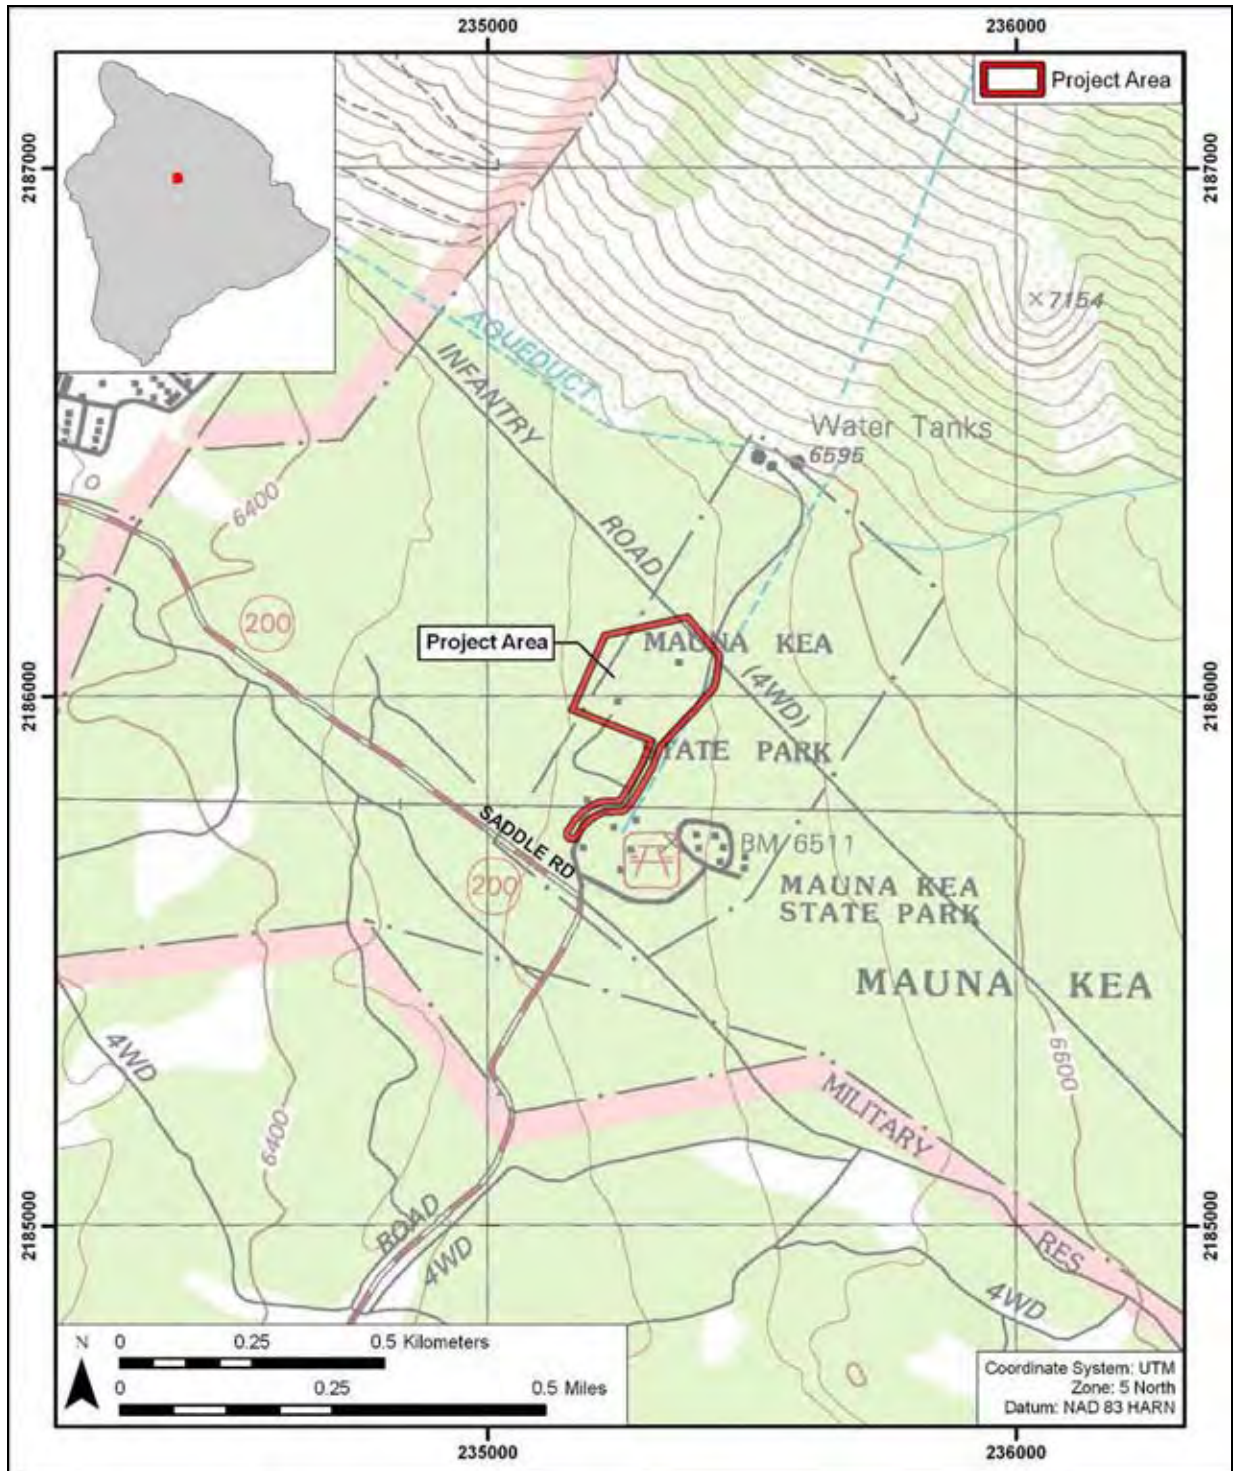 235000
236000
Project Area
2187000
2187000
7154
AQUEDUCT
INFANTRY
Water Tanks
6595
6400
ROAD
200
Project Area
MAUNA KEA
2186000
2186000
(4WD)
TATE PARK
SADDLE RD
BM 6511
200
MAUNA KEA
STATE PARK
MAUNA KEA
4WD
6600
MILITARY
6400
ROAD
4WD
RES
4WD
2185000
2185000
N
0 0.25 0.5 Kilometers
0 0.25 0.5 Miles
Coordinate System: UTM
Zone: 5 North
Datum: NAD 83 HARN
235000
236000